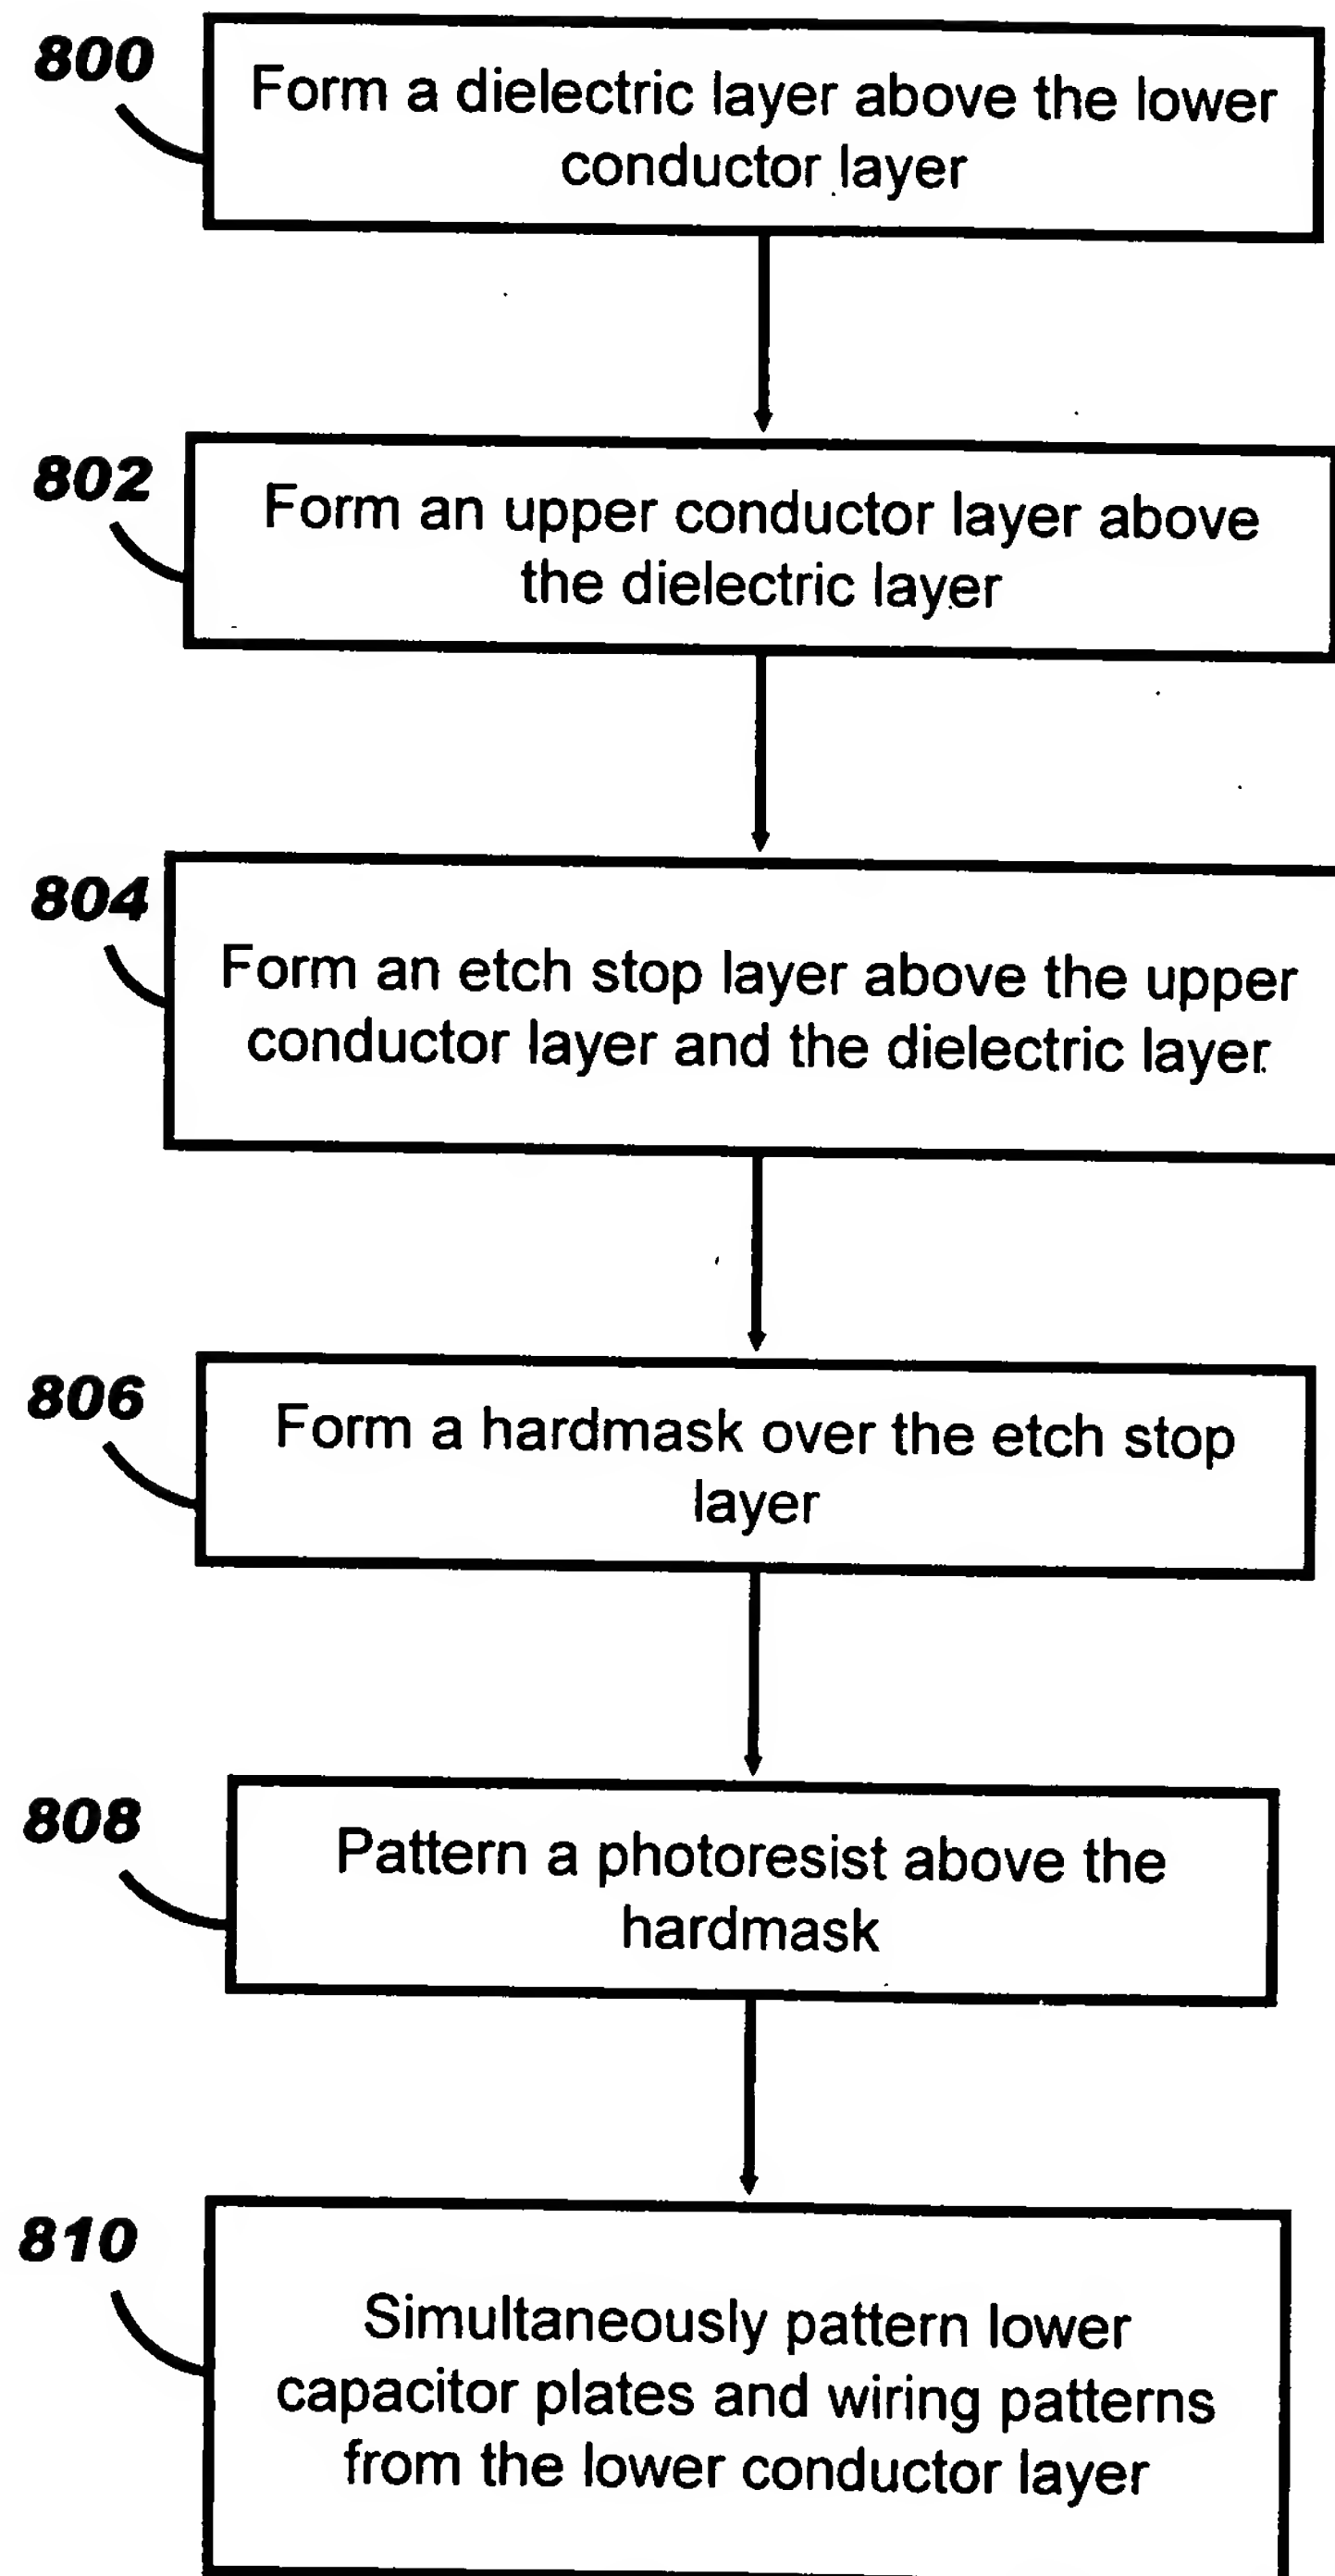 800
Form a dielectric layer above the lower
conductor layer
802
Form an upper conductor layer above
the dielectric layer
804
Form an etch stop layer above the upper
conductor layer and the dielectric layer
806
Form a hardmask over the etch stop
layer
808
Pattern a photoresist above the
hardmask
810
Simultaneously pattern lower
capacitor plates and wiring patterns
from the lower conductor layer